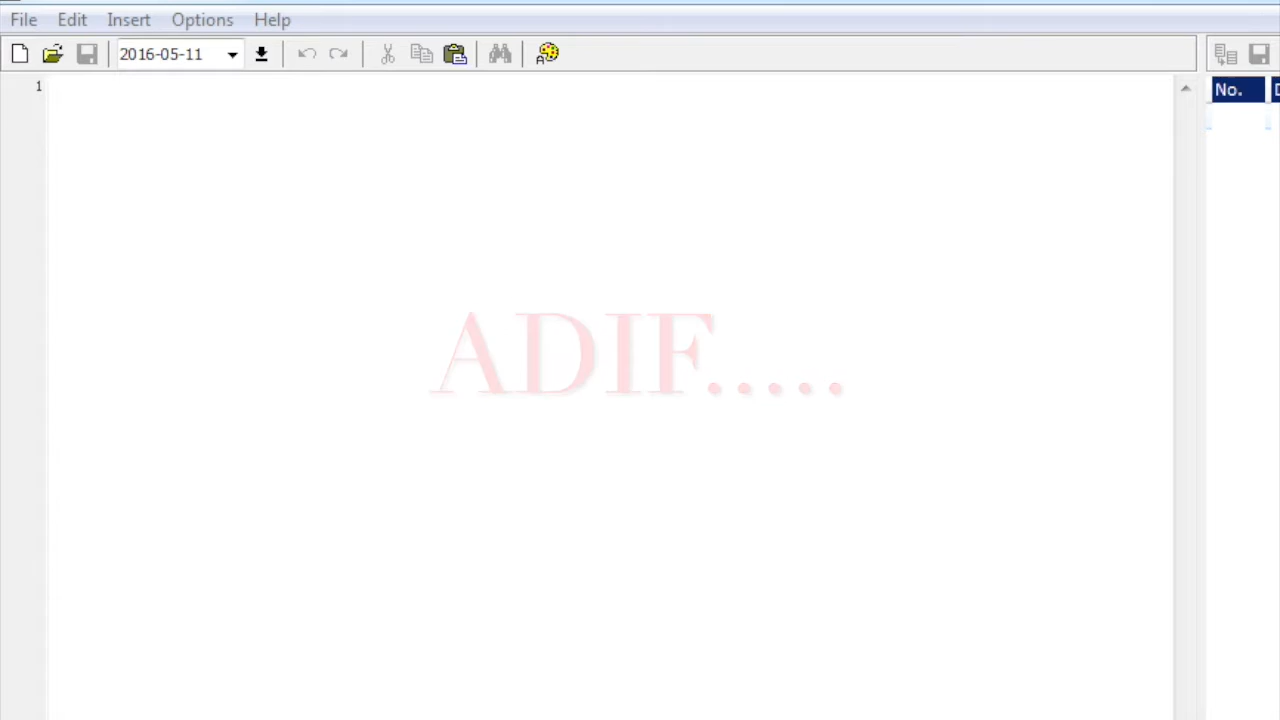 File Edit Insert Options Help
2016-05-11
No.
1
ADIF.....